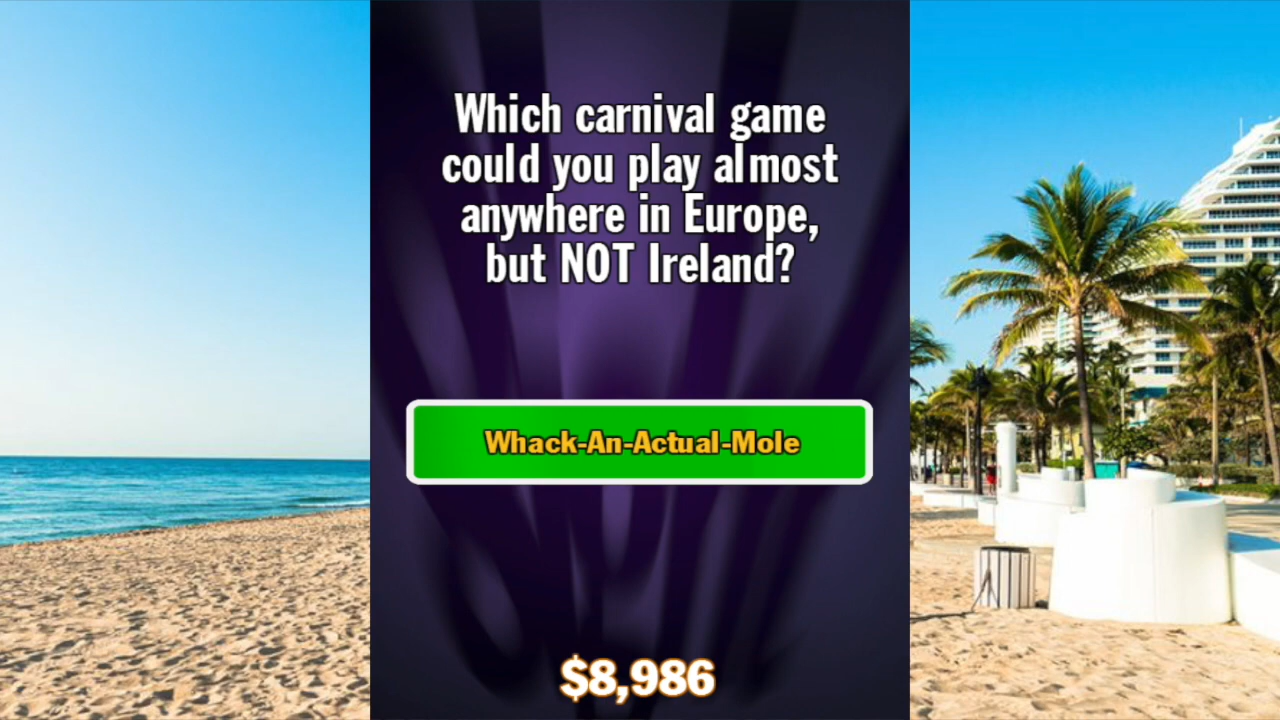 Which carnival game
could you play almost
anywhere in Europe,
but NOT Ireland?
Whack-An-Actual-Mole
$8,986